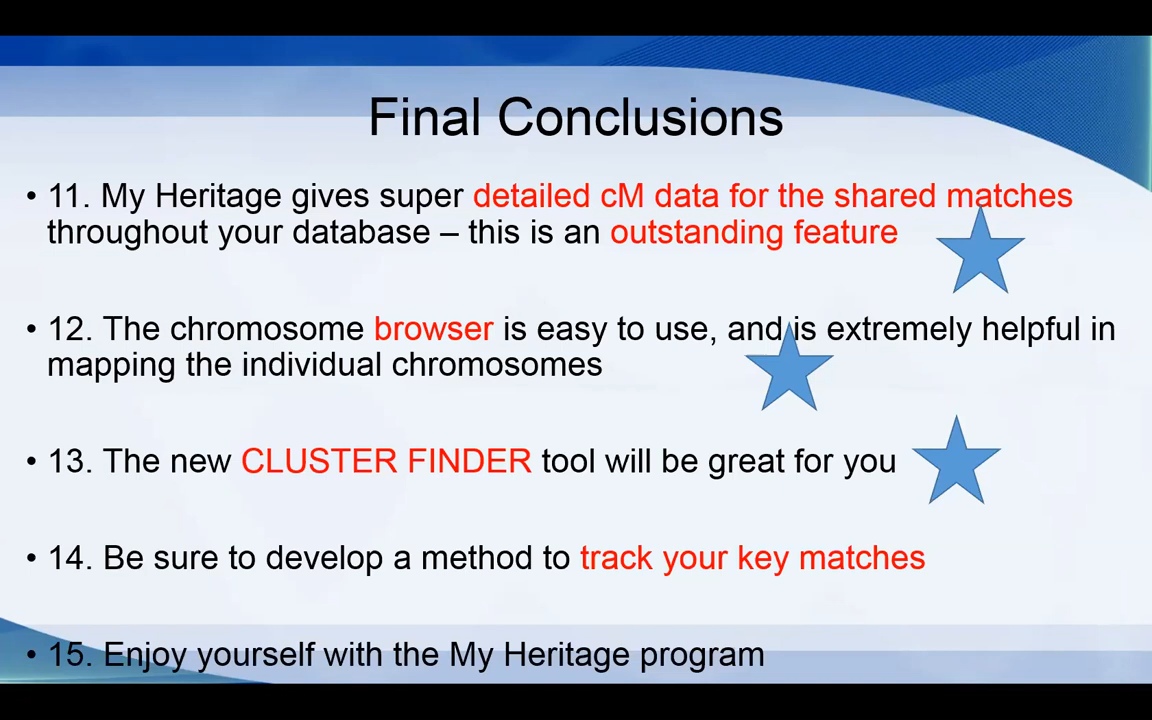 Final Conclusions
• 11. My Heritage gives super detailed cM data for the shared matches
throughout your database – this is an outstanding feature
• 12. The chromosome browser is easy to use, and is extremely helpful in
mapping the individual chromosomes
• 13. The new CLUSTER FINDER tool will be great for you
• 14. Be sure to develop a method to track your key matches
• 15. Enjoy yourself with the My Heritage program